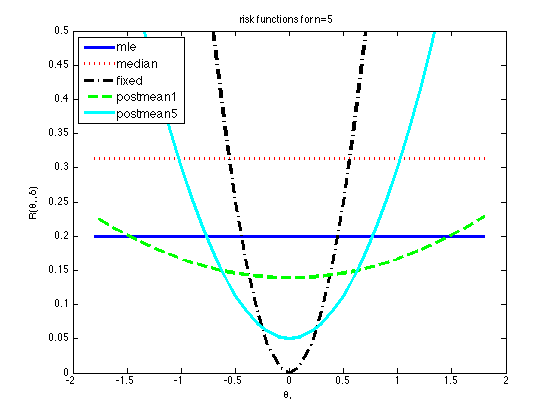 risk functions for n=5
mle
median
fixed
postmean1
postmean5
0.5
0.45
0.4
0.35
0.3
0.25
0.2
0.15
0.1
0.05
0
R(θ*,δ)
-2 -1.5 -1 -0.5 0 0.5 1 1.5 2
θ*